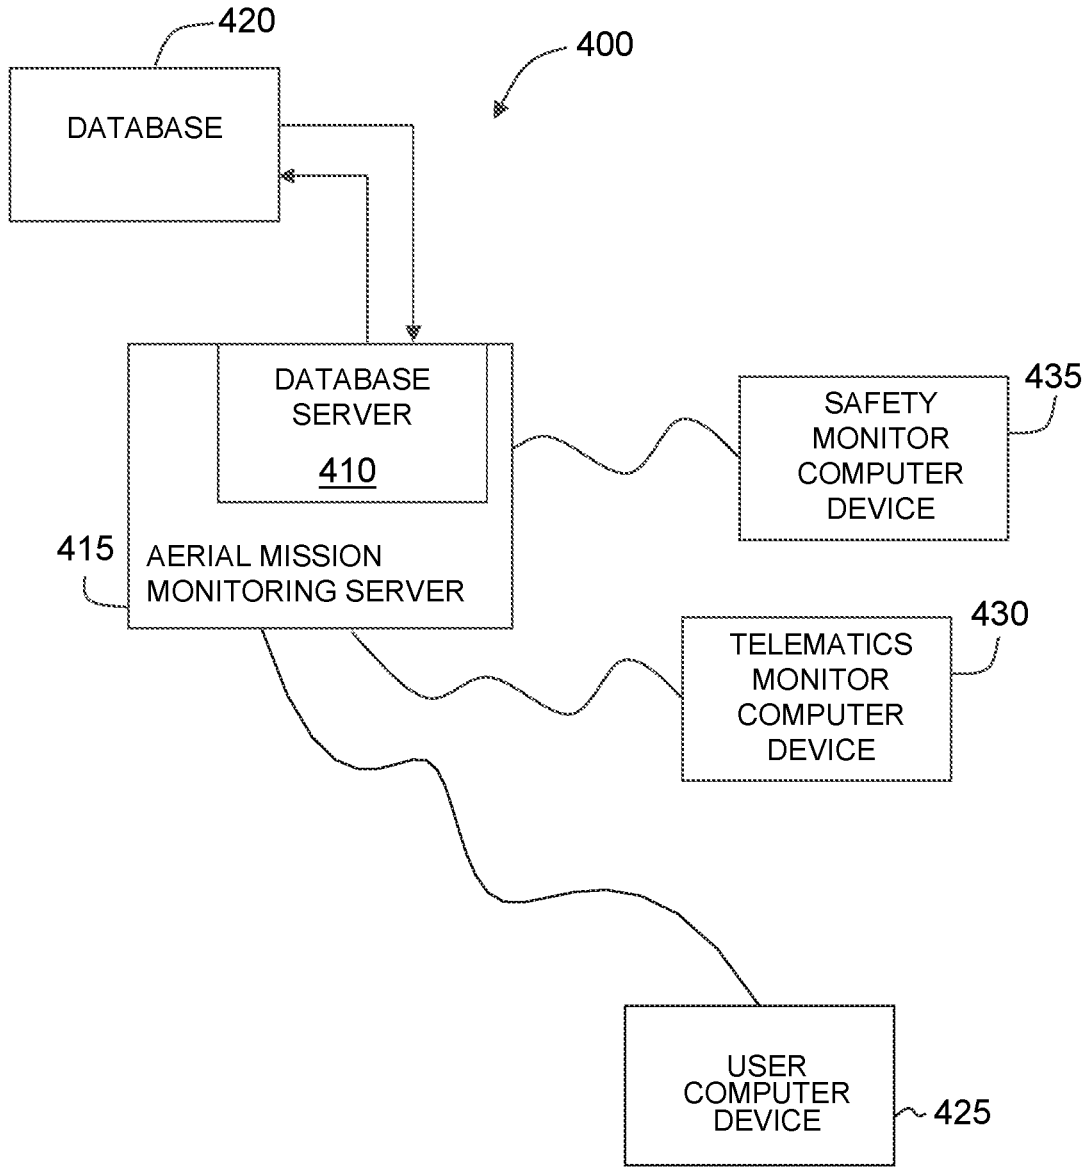 420
400
DATABASE
DATABASE
SERVER
410
435
SAFETY
MONITOR
COMPUTER
DEVICE
415
AERIAL MISSION
MONITORING SERVER
430
TELEMATICS
MONITOR
COMPUTER
DEVICE
USER
COMPUTER
DEVICE
425